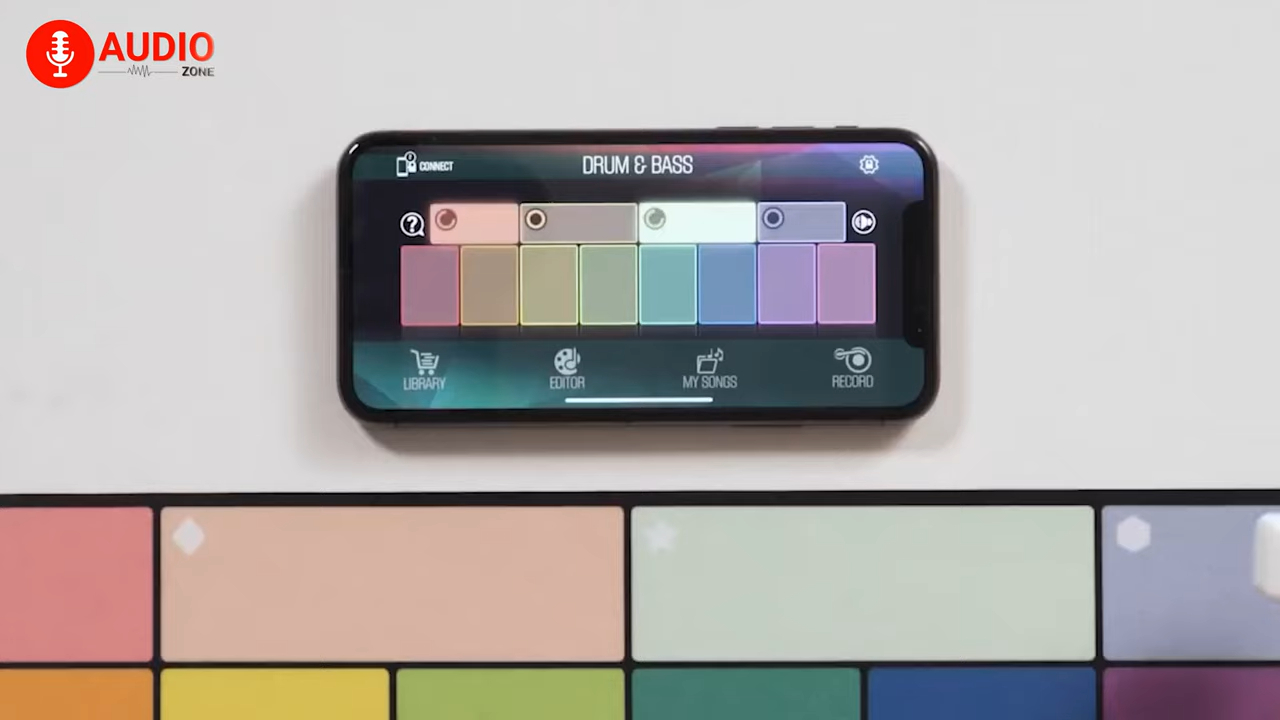 AUDIO
ZONE
CONNECT
DRUM & BASS
?
LIBRARY
EDITOR
MY SONGS
RECORD